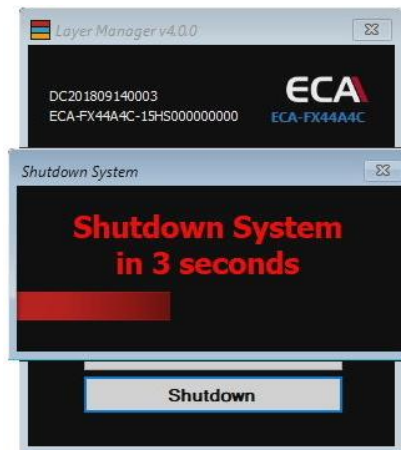 Layer Manager v4.0.0
DC201809140003
ECA-FX44A4C-15HS000000000
ECA
ECA-FX44A4C
Shutdown System
Shutdown System
in 3 seconds
Shutdown